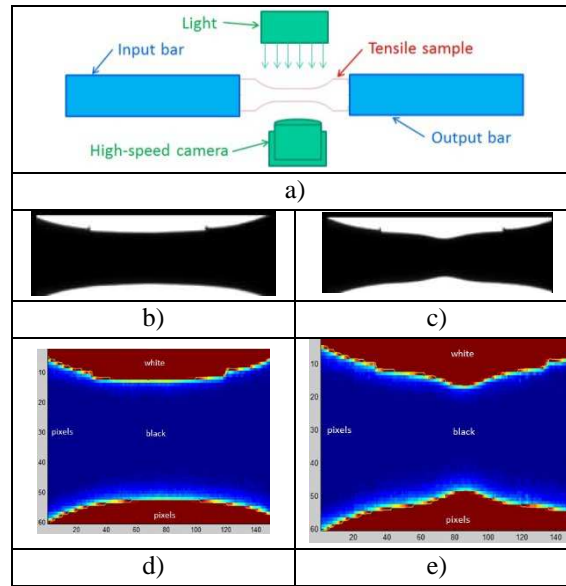 Light
Input bar
Tensile sample
High-speed camera
Output bar
a)
b)
c)
white
10
20
pixels
black
30
40
50
pixels
60
20 40 60 80 100 120 140
white
10
20
pixels
black
30
40
50
pixels
60
20 40 60 80 100 120 140
d)
e)